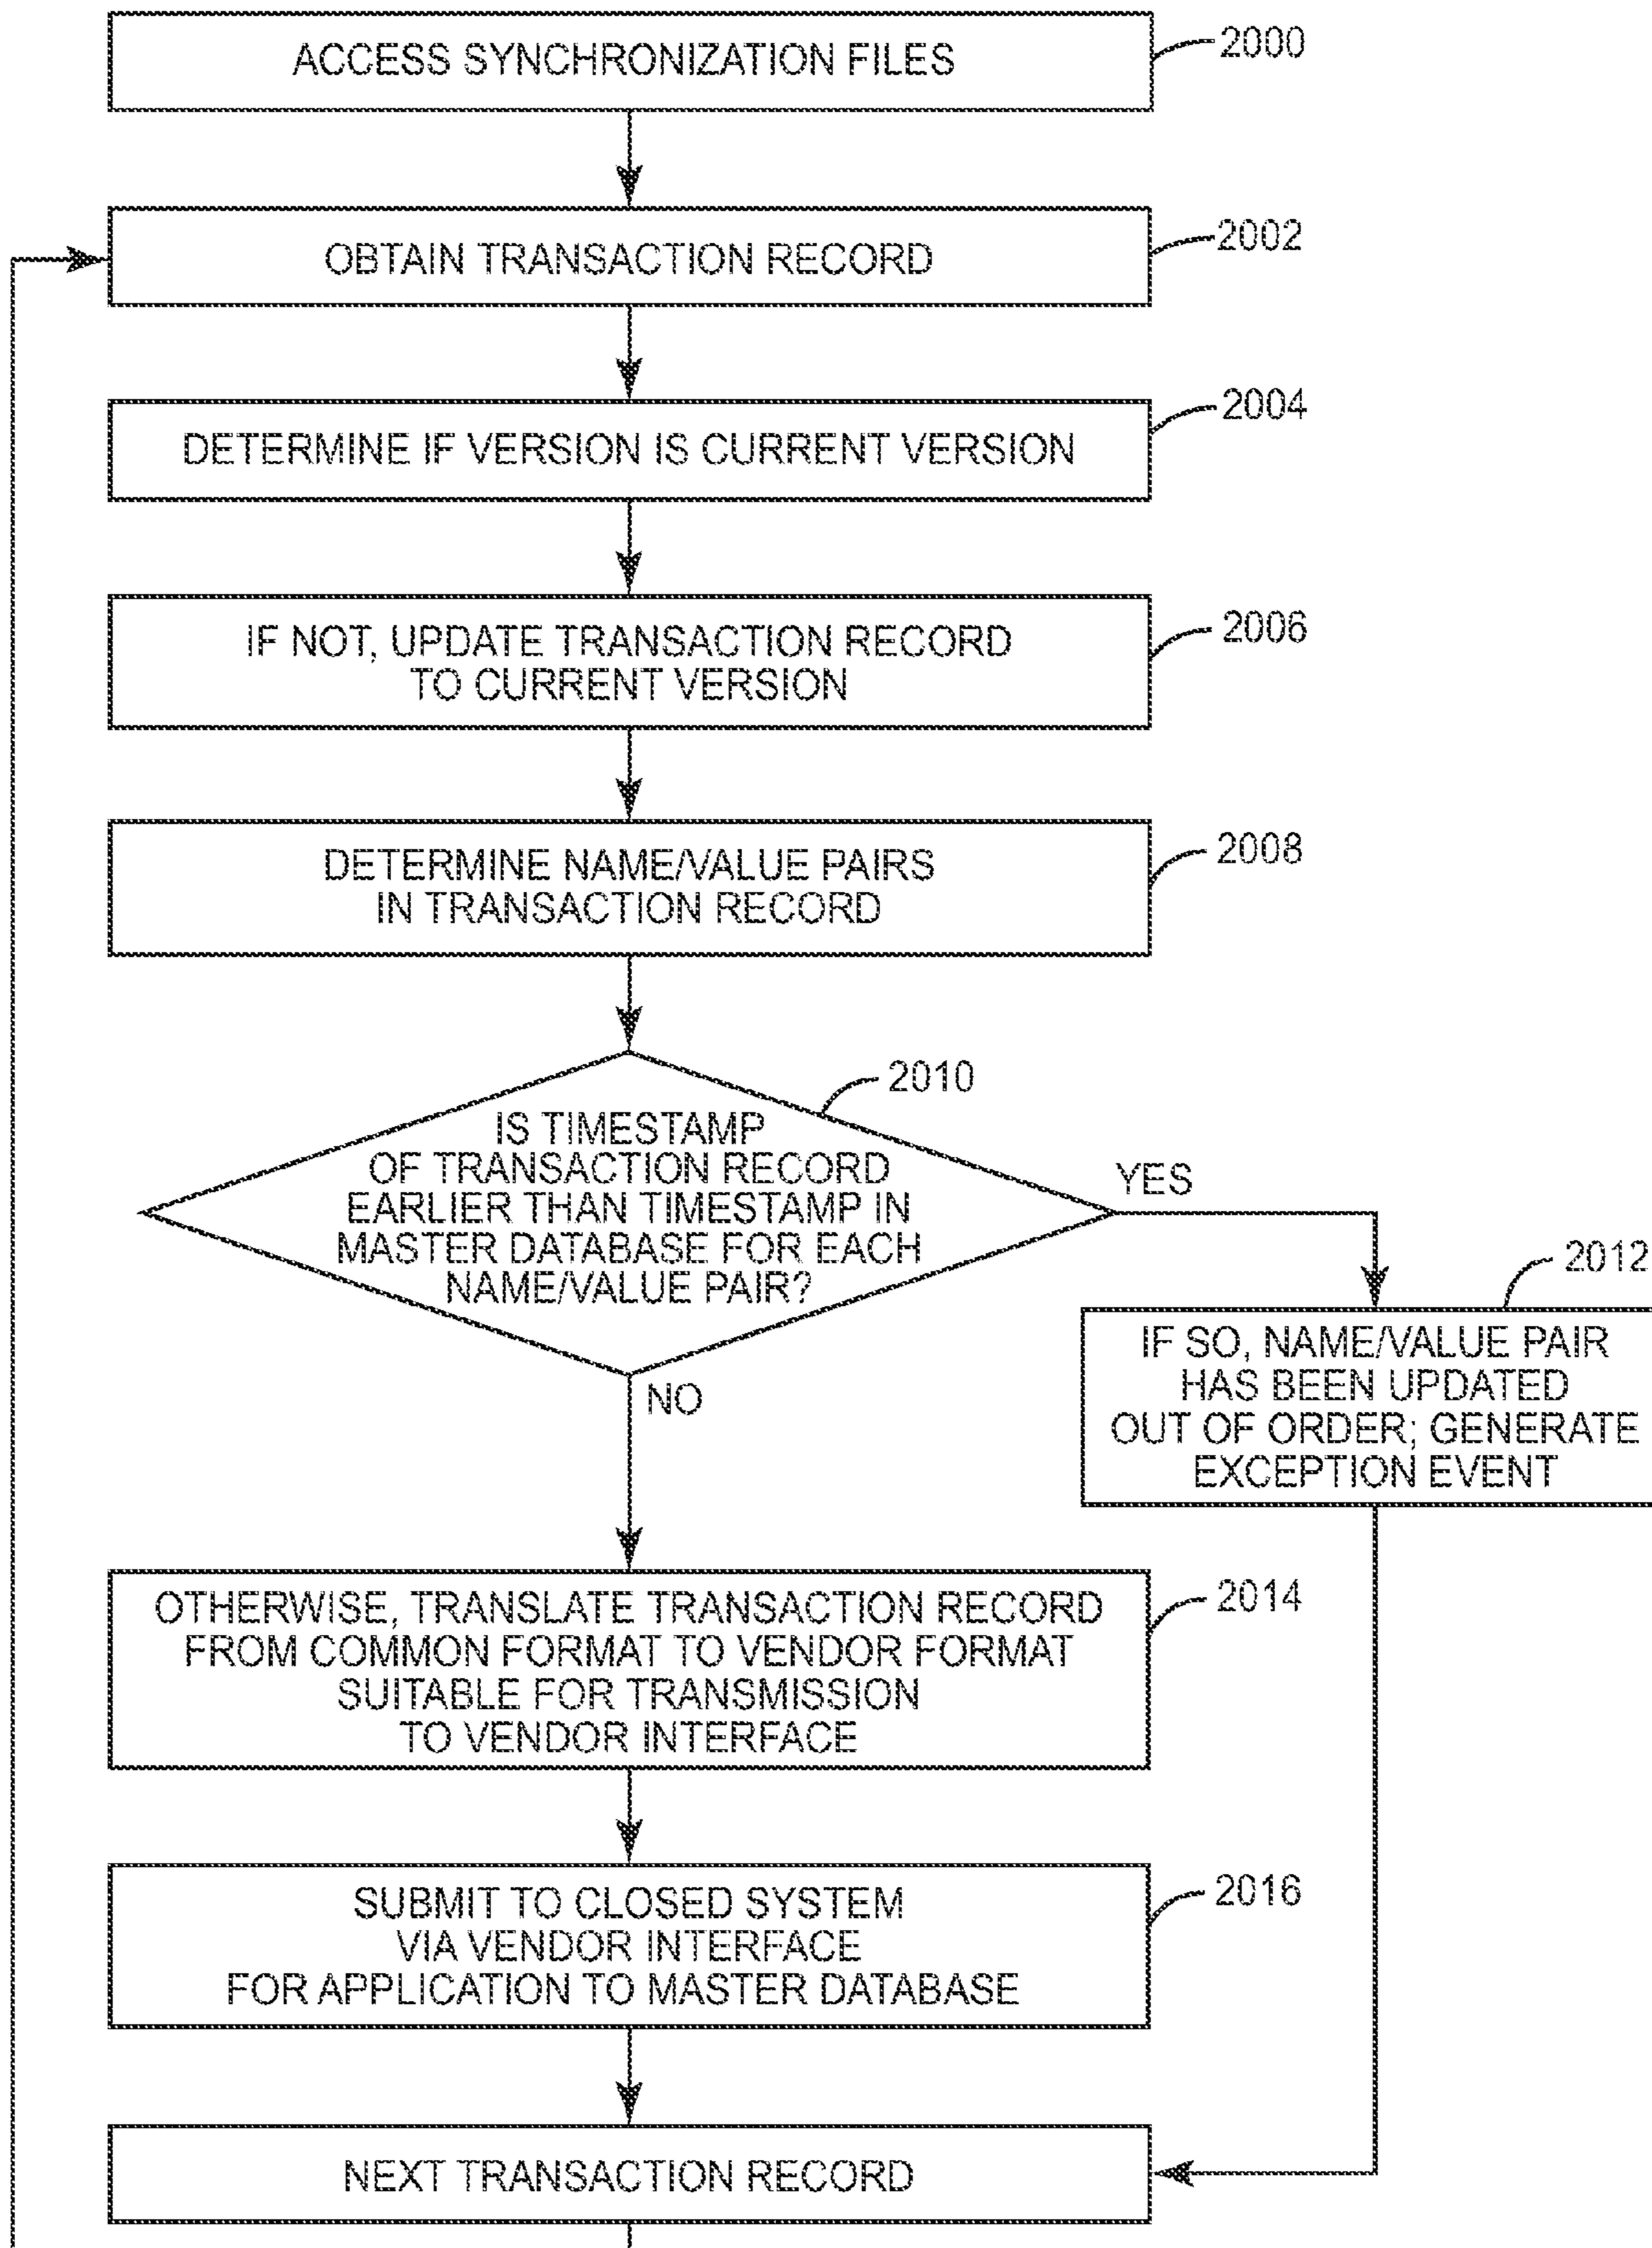 ACCESS SYNCHRONIZATION FILES
2000
OBTAIN TRANSACTION RECORD
2002
DETERMINE IF VERSION IS CURRENT VERSION
2004
IF NOT, UPDATE TRANSACTION RECORD
TO CURRENT VERSION
2006
DETERMINE NAME/VALUE PAIRS
IN TRANSACTION RECORD
2008
2010
IS TIMESTAMP
OF TRANSACTION RECORD
EARLIER THAN TIMESTAMP IN
MASTER DATABASE FOR EACH
NAME/VALUE PAIR?
YES
NO
2012
IF SO, NAME/VALUE PAIR
HAS BEEN UPDATED
OUT OF ORDER; GENERATE
EXCEPTION EVENT
OTHERWISE, TRANSLATE TRANSACTION RECORD
FROM COMMON FORMAT TO VENDOR FORMAT
SUITABLE FOR TRANSMISSION
TO VENDOR INTERFACE
2014
SUBMIT TO CLOSED SYSTEM
VIA VENDOR INTERFACE
FOR APPLICATION TO MASTER DATABASE
2016
NEXT TRANSACTION RECORD